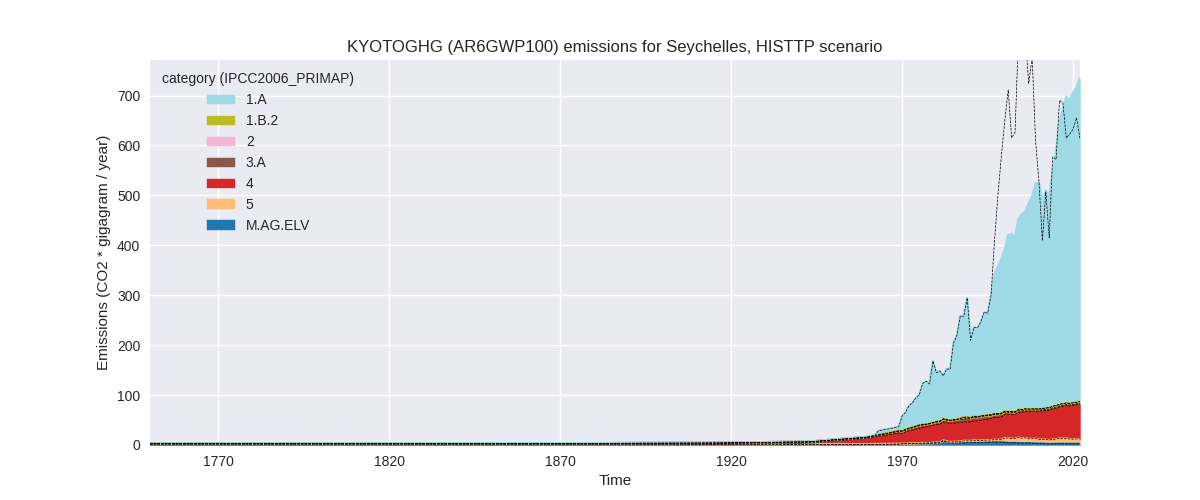 KYOTOGHG (AR6GWP100) emissions for Seychelles, HISTTP scenario
category (IPCC2006_PRIMAP)
1.A
1.B.2
2
3.A
4
5
M.AG.ELV
Emissions (CO2 * gigagram / year)
700
600
500
400
300
200
100
0
1770
1820
1870
1920
1970
2020
Time